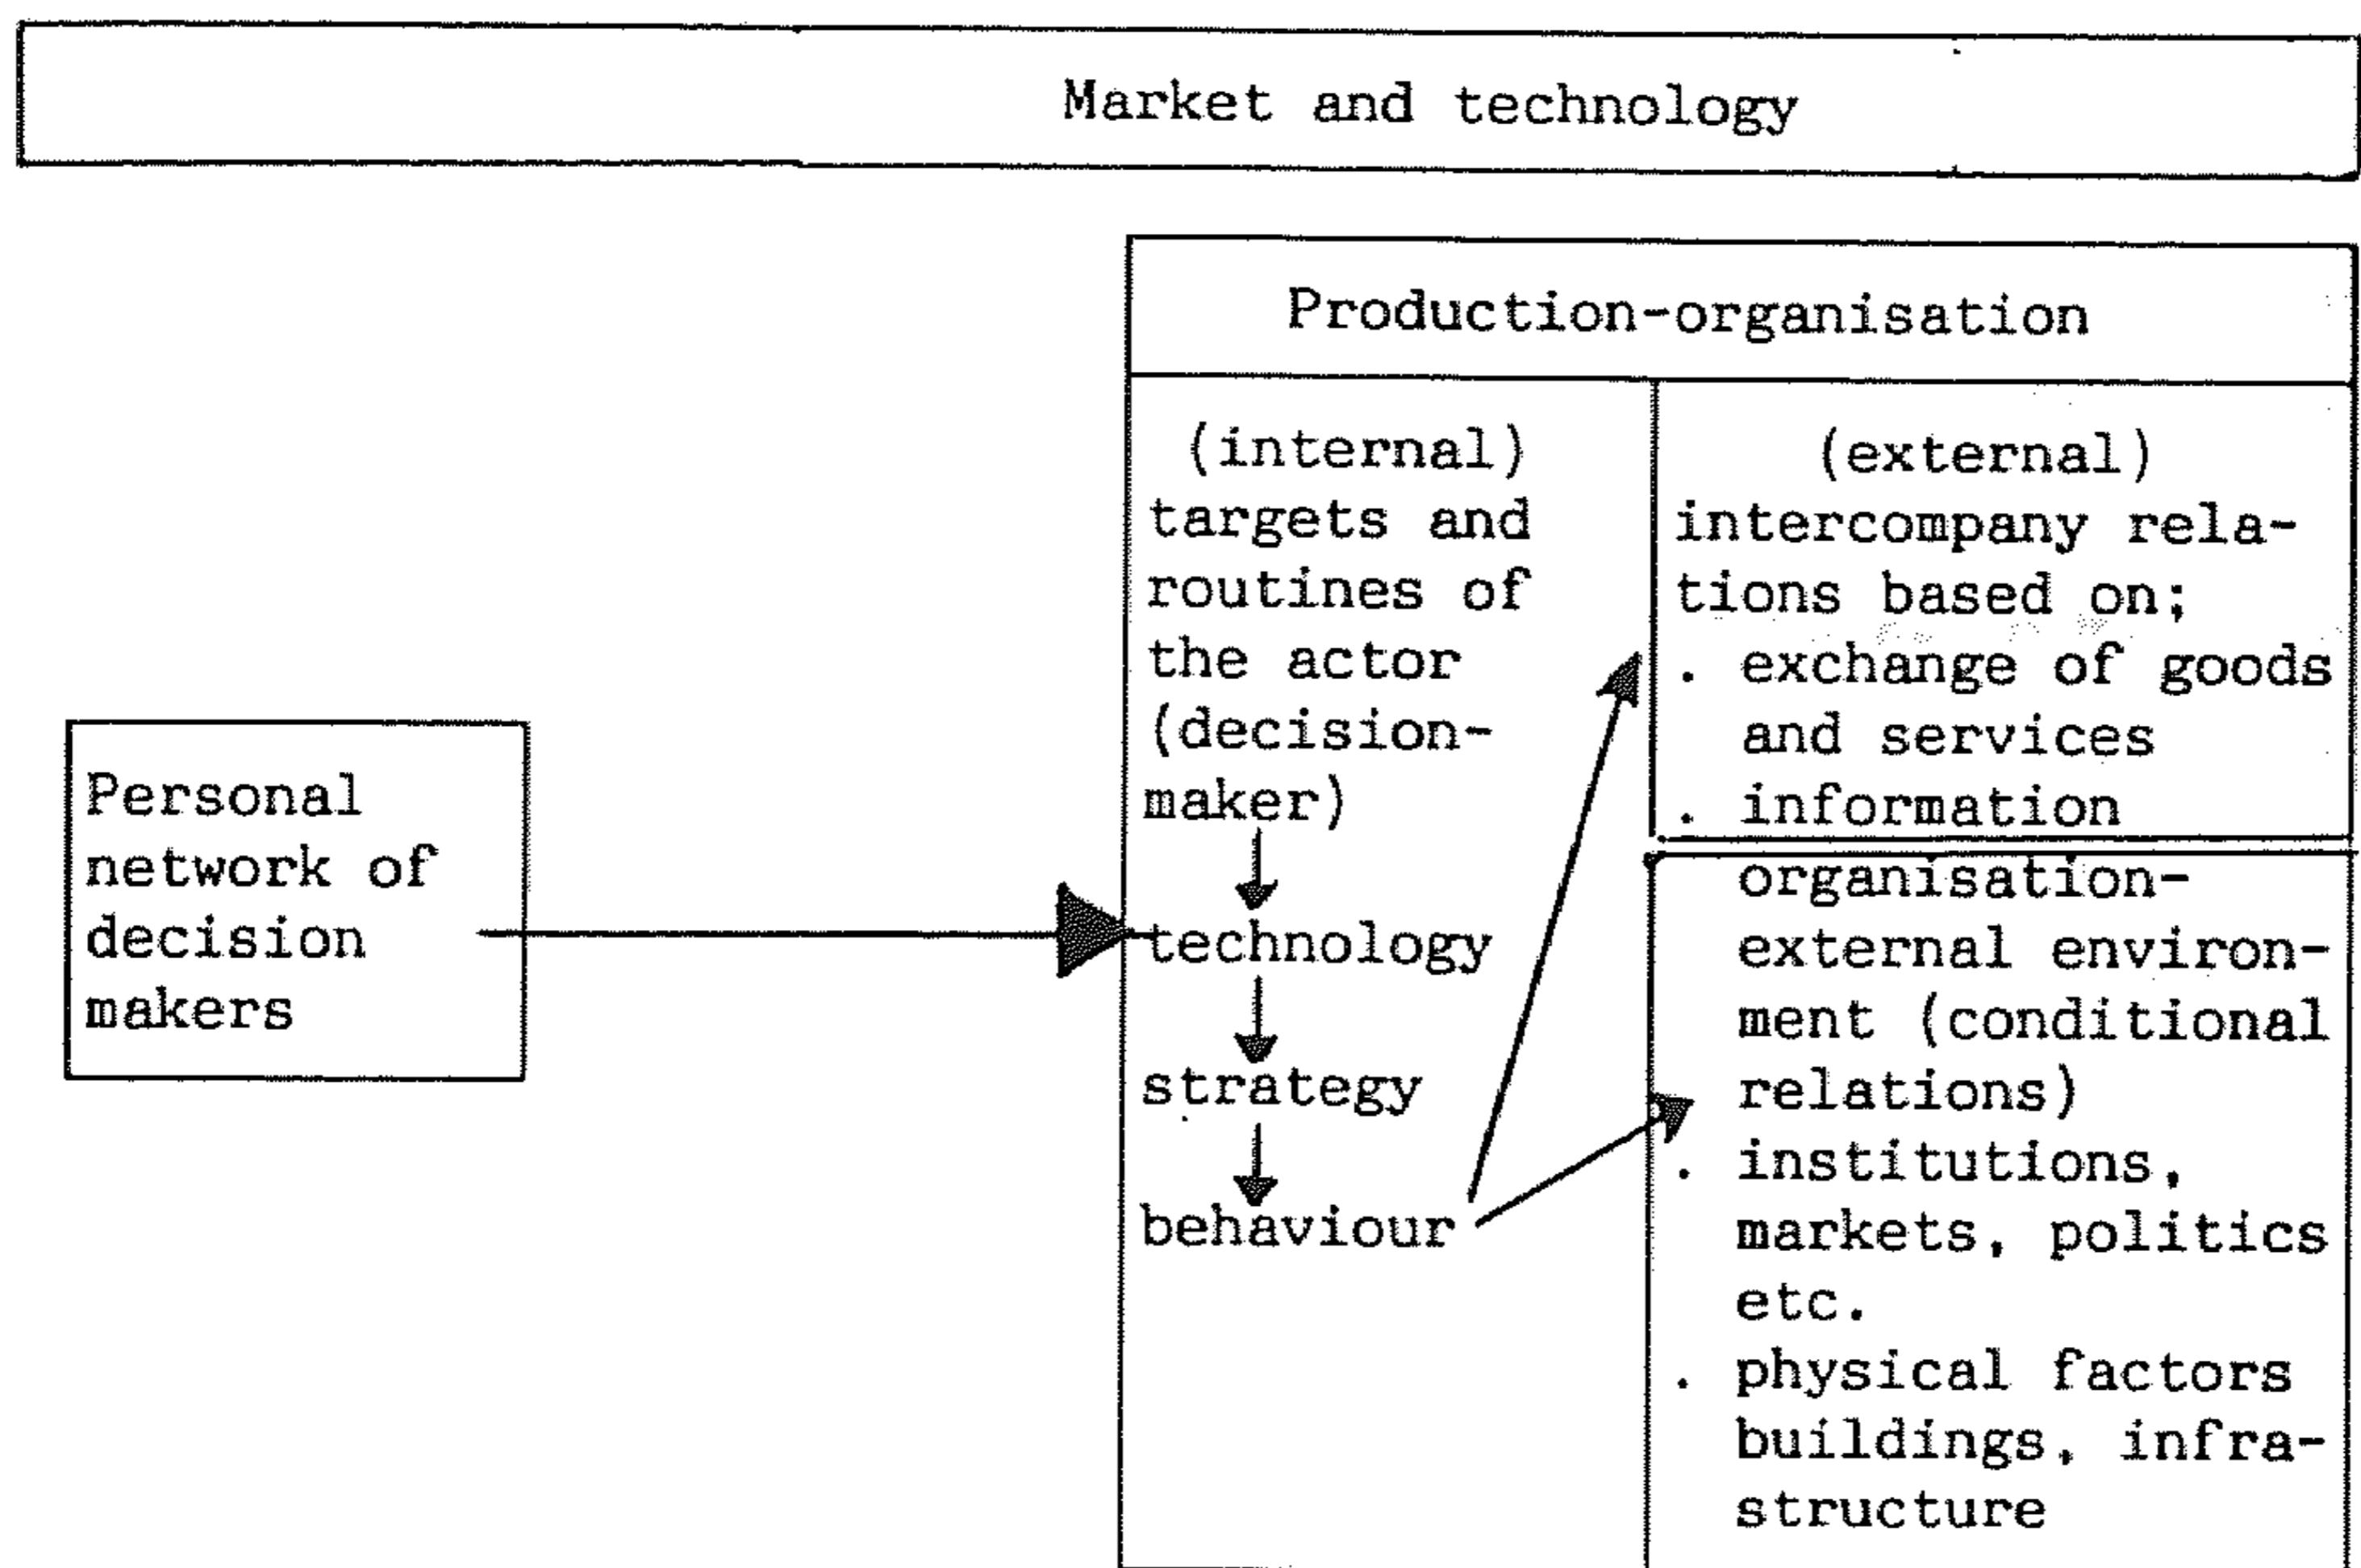 Market and technology
Production-organisation
Personal
network of
decision
makers
(internal)
targets and
routines of
the actor
(decision-
maker)
technology
strategy
behaviour
(external)
intercompany rela-
tions based on;
. exchange of goods
and services
. information
organisation-
external environ-
ment (conditional
relations)
. institutions,
markets, politics
etc.
. physical factors
buildings, infra-
structure